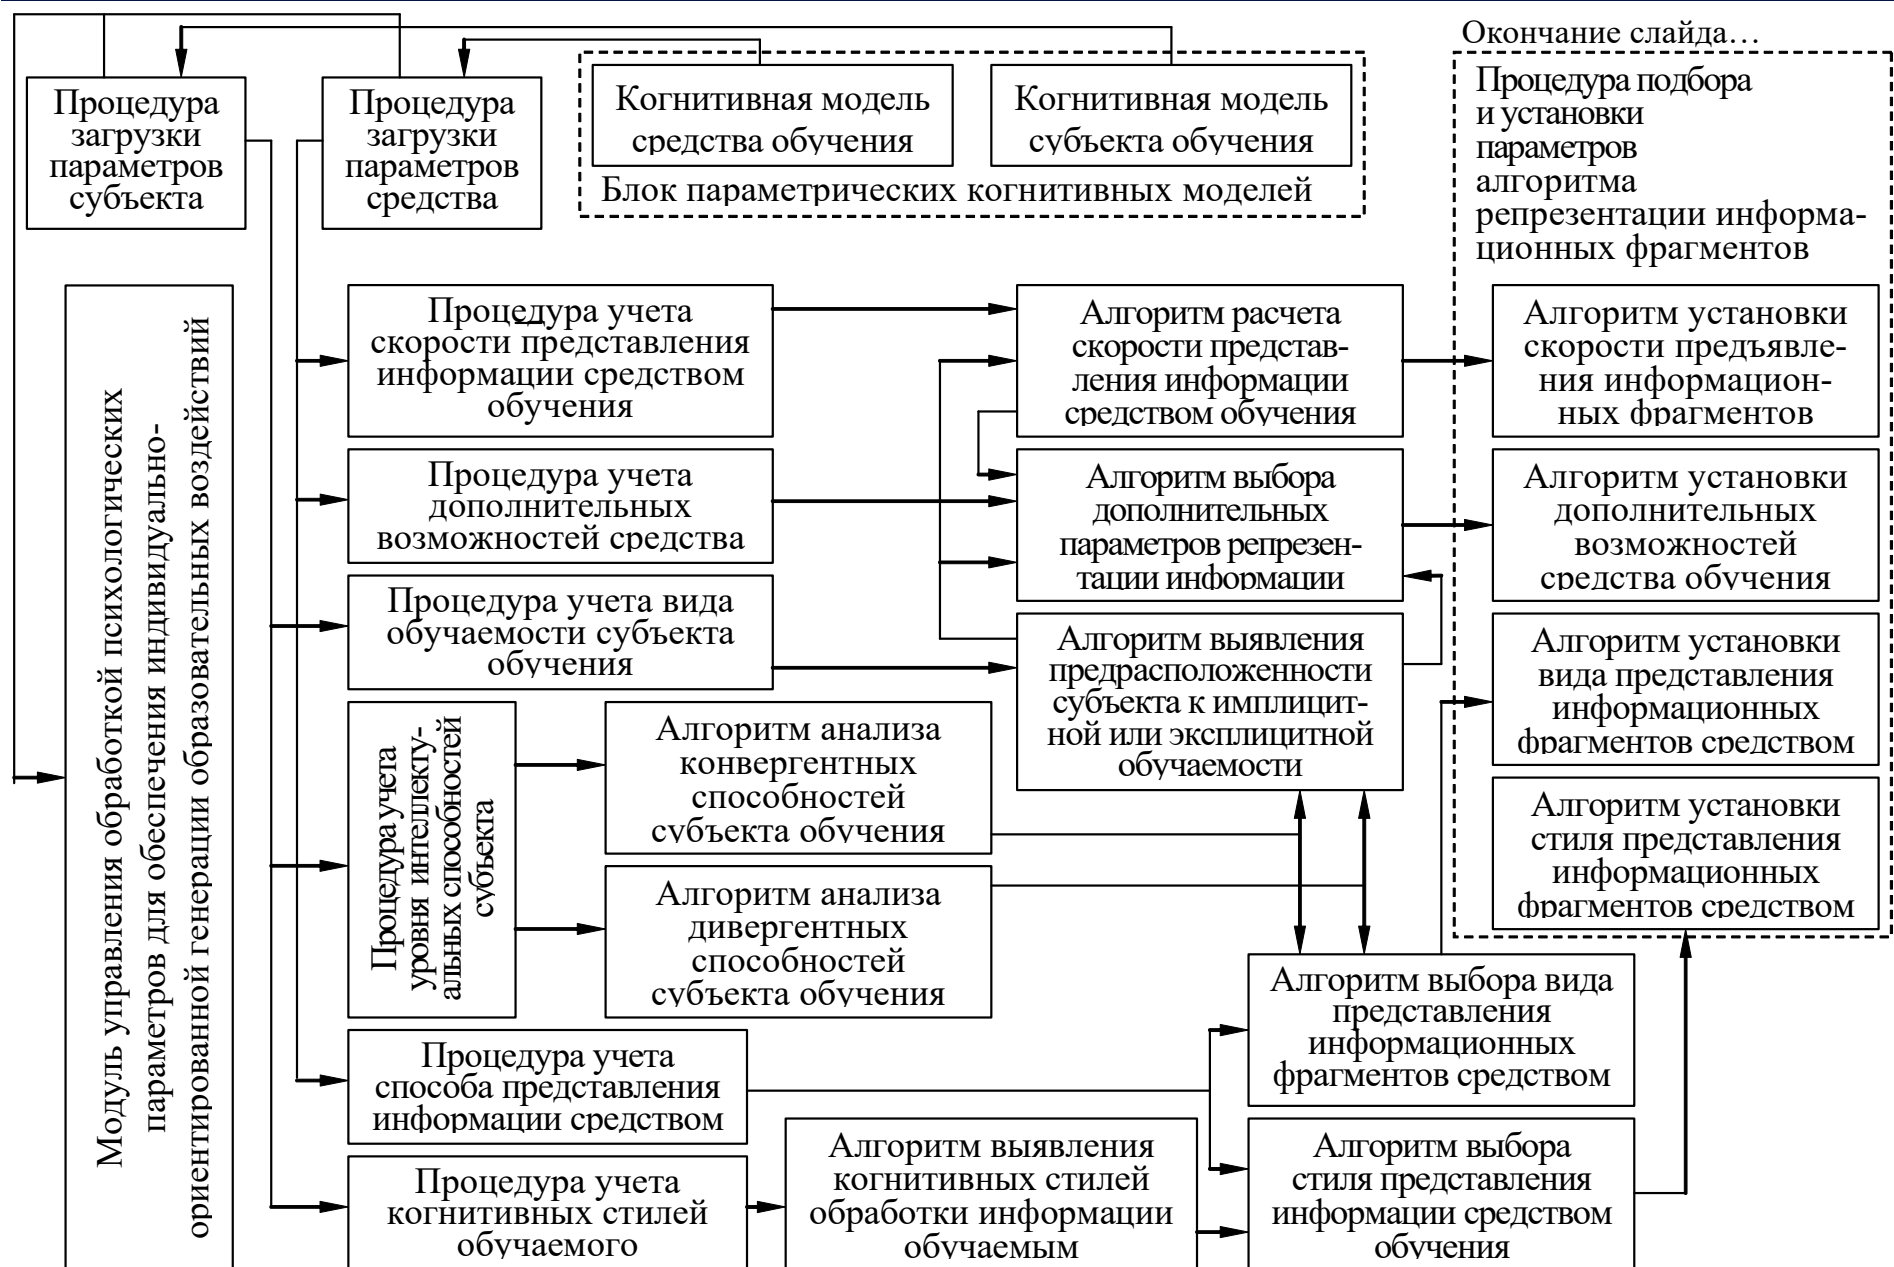 Окончание слайда…
Процедура
загрузки
параметров
субъекта
Процедура
загрузки
параметров
средства
Когнитивная модель
средства обучения
Когнитивная модель
субъекта обучения
Блок параметрических когнитивных моделей
Процедура подбора
и установки
параметров
алгоритма
репрезентации информа-
ционных фрагментов
Модуль управления обработкой психологических
параметров для обеспечения индивидуально-
ориентированной генерации образовательных воздействий
Процедура учета
скорости представления
информации средством
обучения
Алгоритм расчета
скорости представ-
ления информации
средством обучения
Алгоритм установки
скорости предъявле-
ния информацион-
ных фрагментов
Процедура учета
дополнительных
возможностей средства
Алгоритм выбора
дополнительных
параметров репрезен-
тации информации
Алгоритм установки
дополнительных
возможностей
средства обучения
Процедура учета вида
обучаемости субъекта
обучения
Алгоритм выявления
предрасположенности
субъекта к имплицит-
ной или эксплицитной
обучаемости
Алгоритм установки
вида представления
информационных
фрагментов средством
Процедура учета
уровня интеллекту-
альных способностей
субъекта
Алгоритм анализа
конвергентных
способностей
субъекта обучения
Алгоритм установки
стиля представления
информационных
фрагментов средством
Алгоритм анализа
дивергентных
способностей
субъекта обучения
Алгоритм выбора вида
представления
информационных
фрагментов средством
Процедура учета
способа представления
информации средством
Процедура учета
когнитивных стилей
обучаемого
Алгоритм выявления
когнитивных стилей
обработки информации
обучаемым
Алгоритм выбора
стиля представления
информации средством
обучения